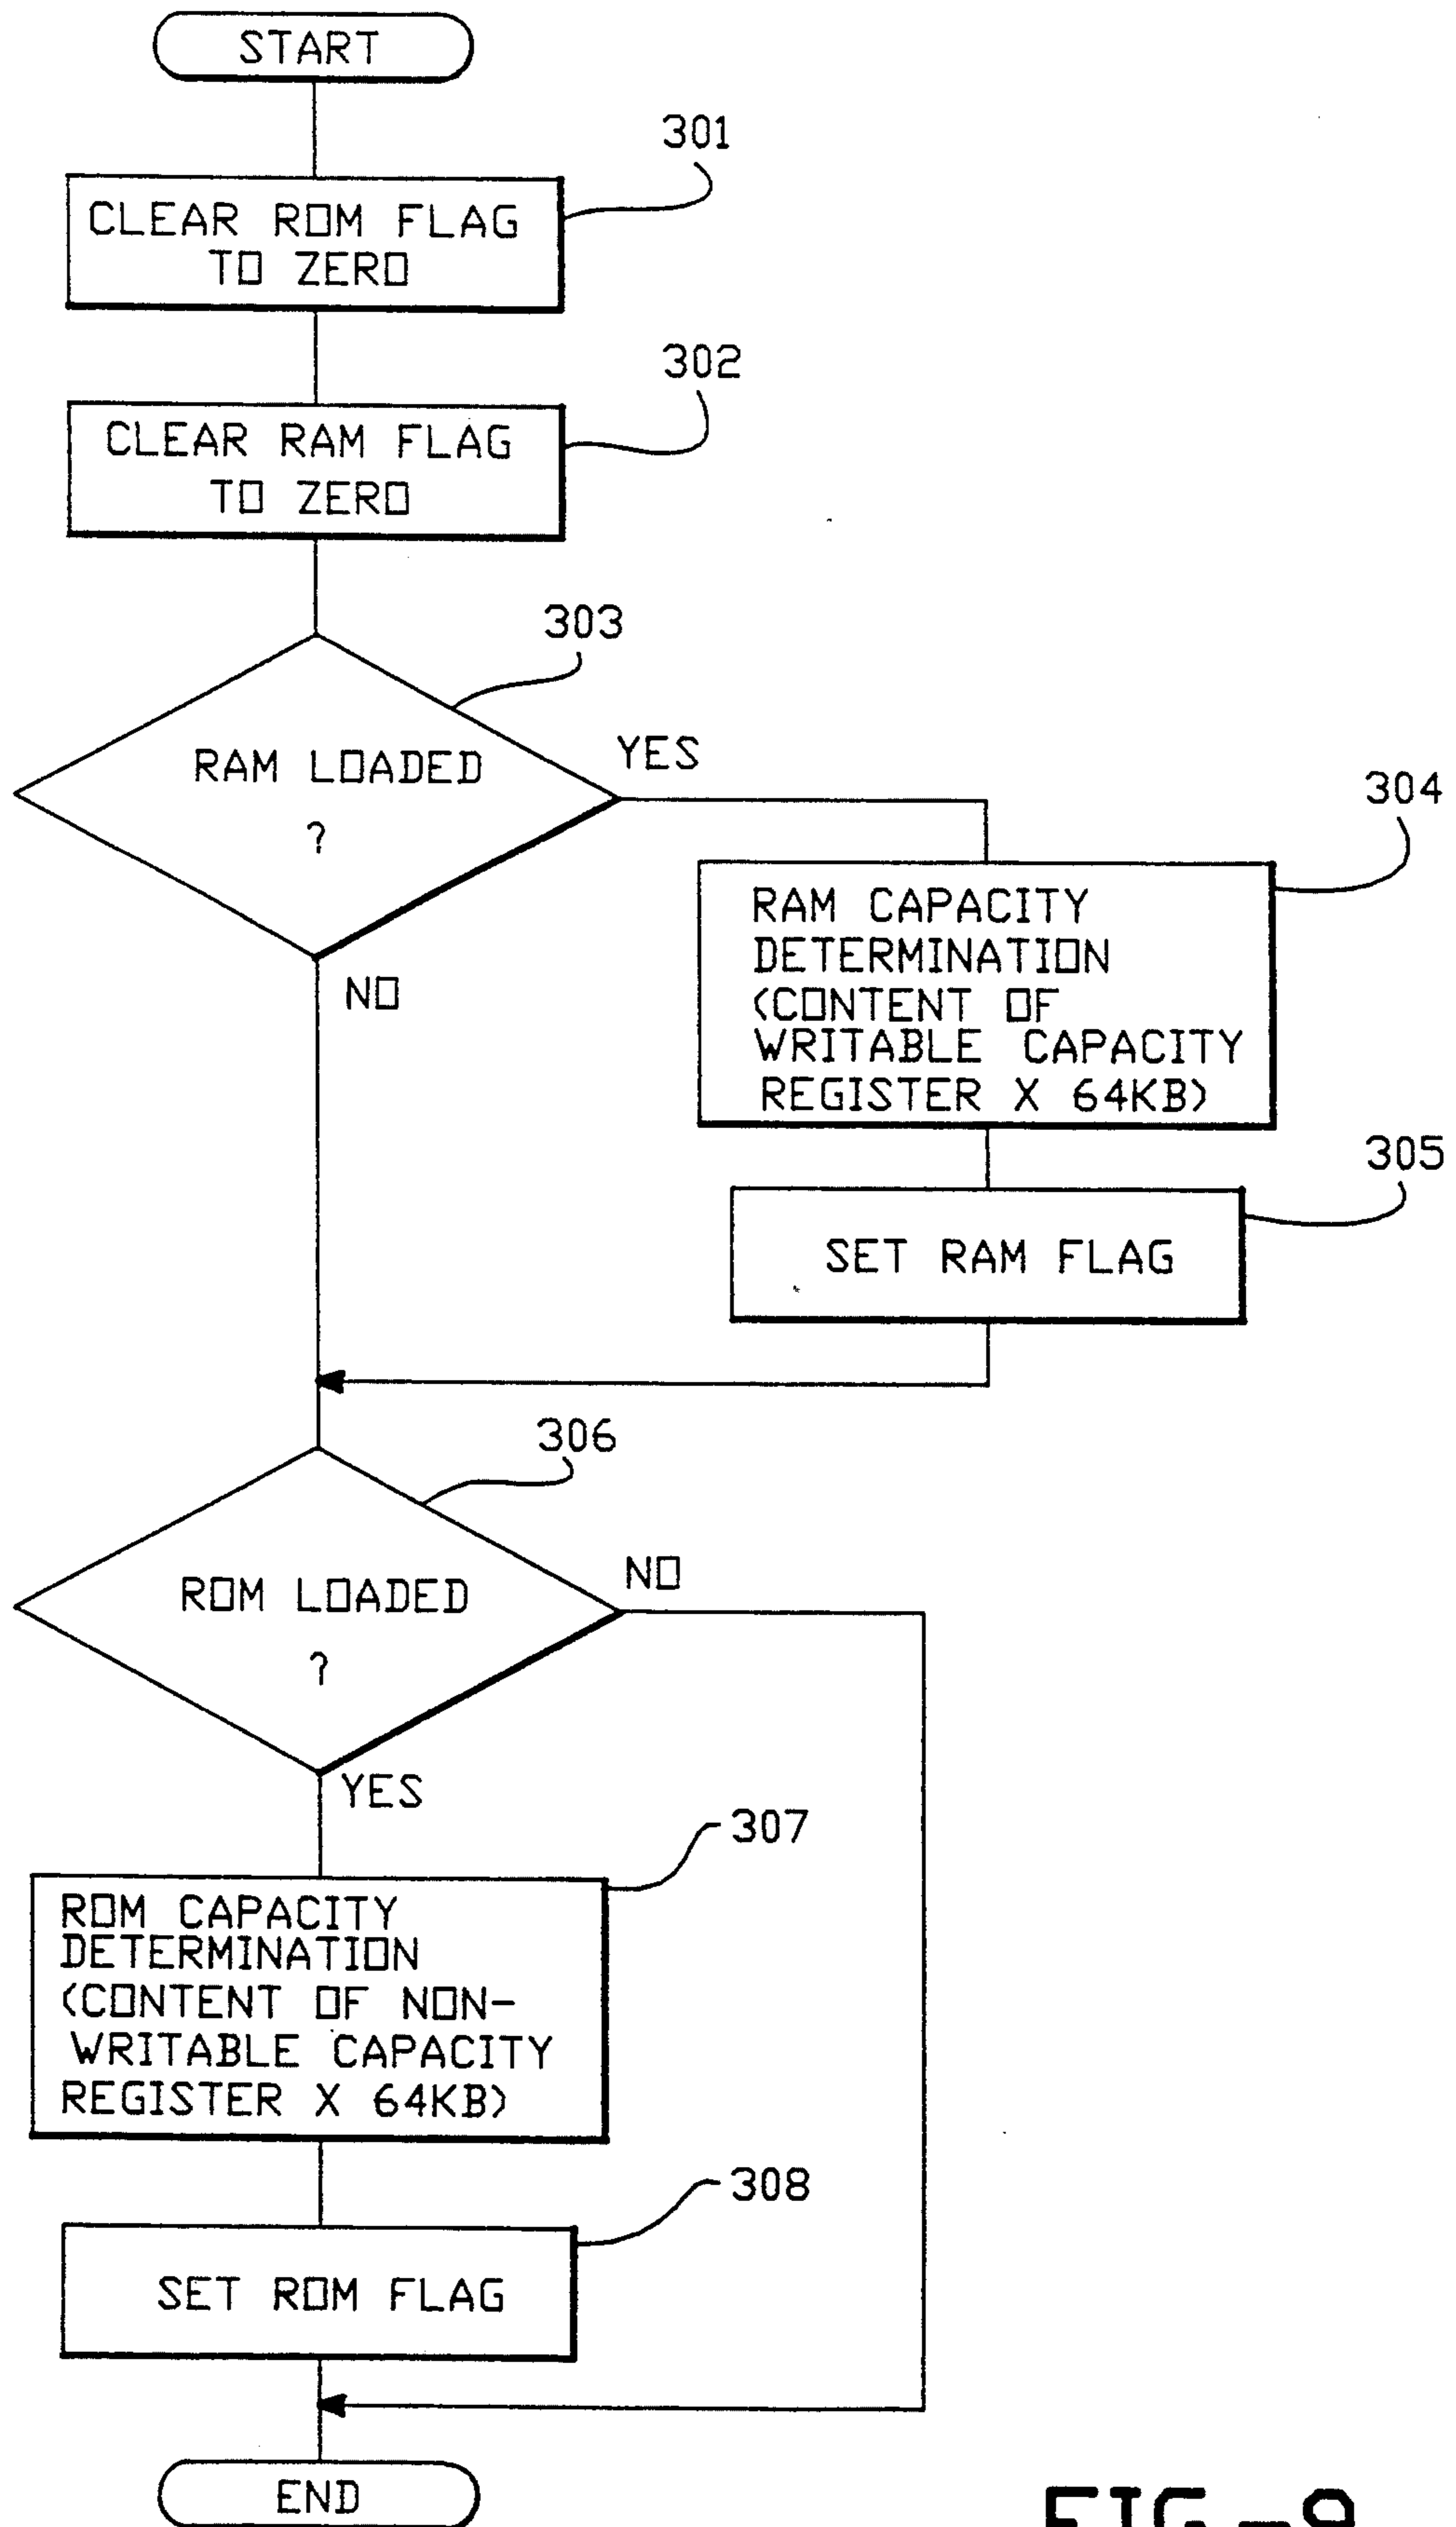 START
301
CLEAR ROM FLAG
TO ZERO
302
CLEAR RAM FLAG
TO ZERO
303
RAM LOADED
?
YES
NO
304
RAM CAPACITY
DETERMINATION
(CONTENT OF
WRITABLE CAPACITY
REGISTER X 64KB)
305
SET RAM FLAG
306
ROM LOADED
?
NO
YES
307
ROM CAPACITY
DETERMINATION
(CONTENT OF NON-
WRITABLE CAPACITY
REGISTER X 64KB)
308
SET ROM FLAG
END
FIG.-9